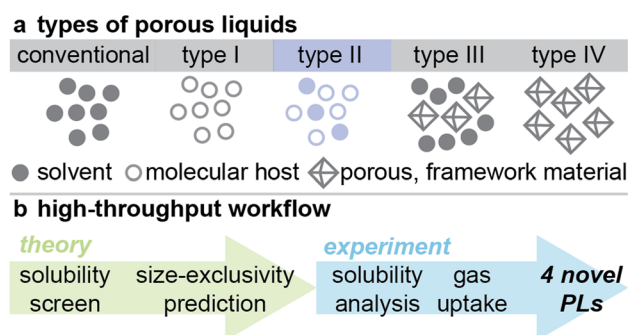 a types of porous liquids
conventional type I type II type III type IV
solvent molecular host porous, framework material
b high-throughput workflow
theory experiment
solubility size-exclusivity solubility gas 4 novel
screen prediction analysis uptake PLs